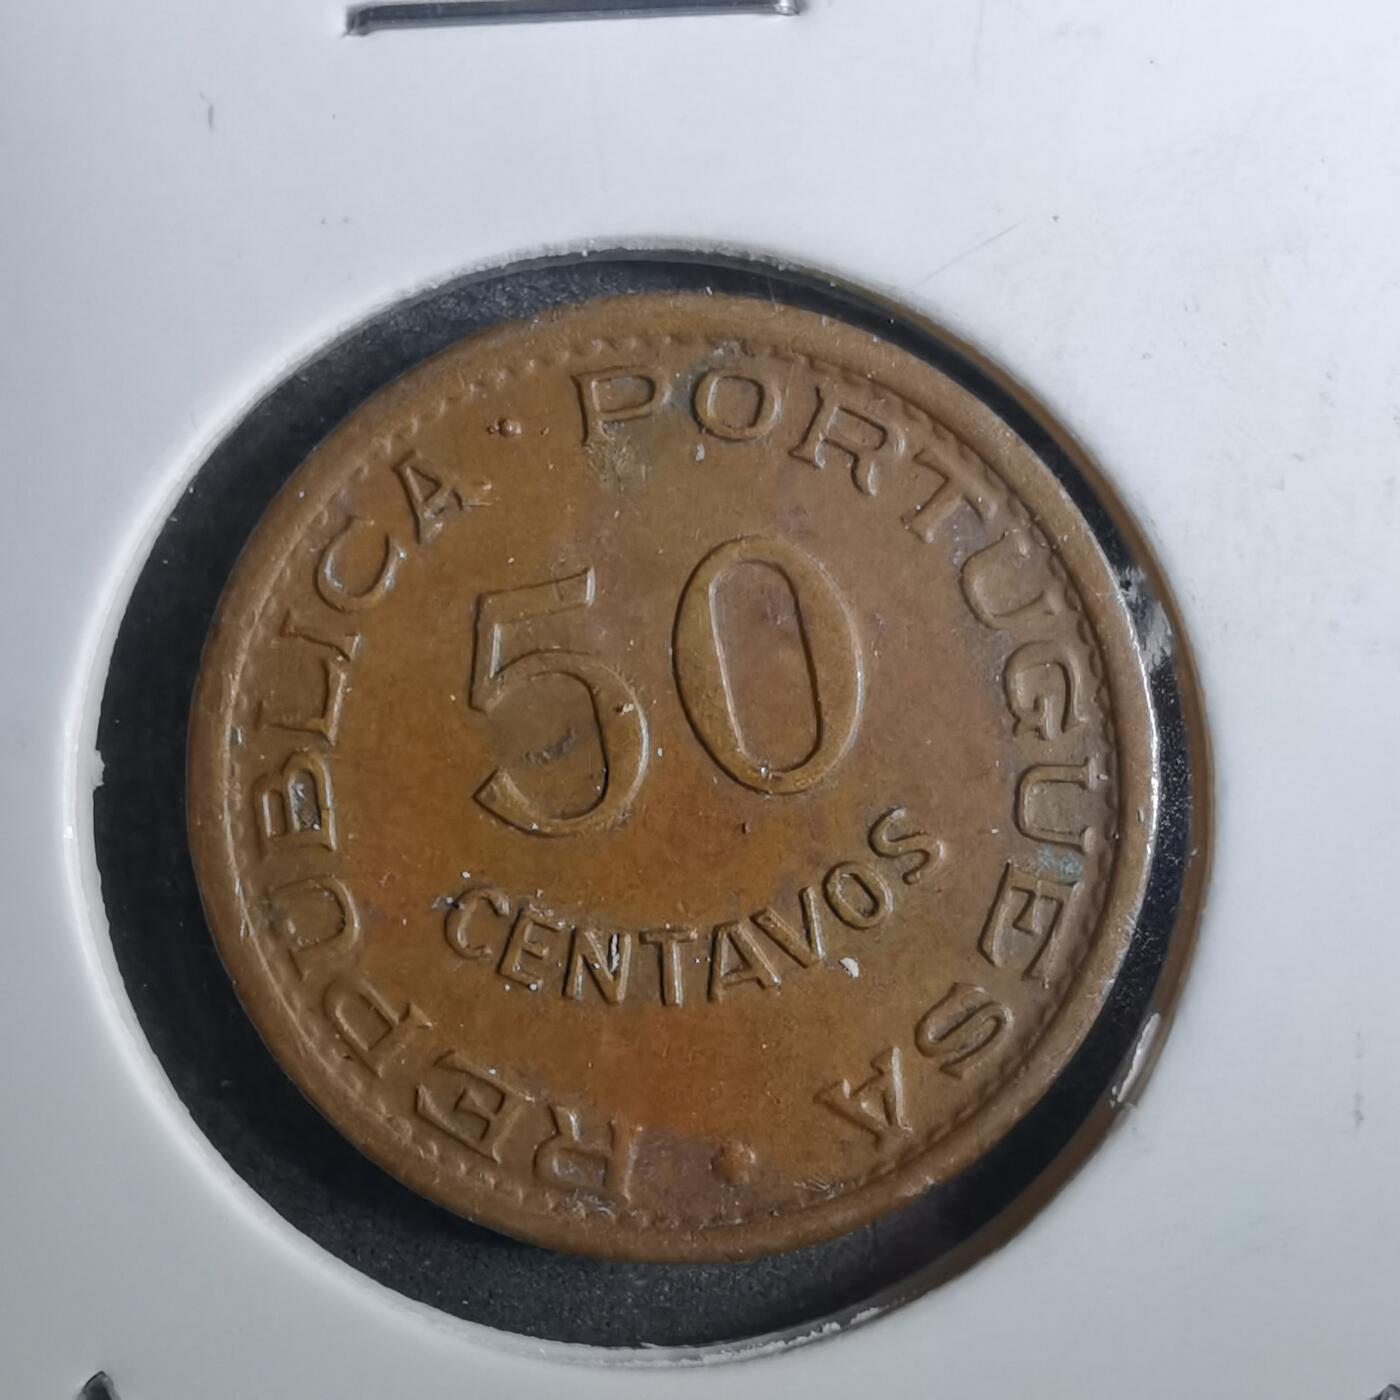 REPUBLICA · PORTUGUESA ·
50
CENTAVOS